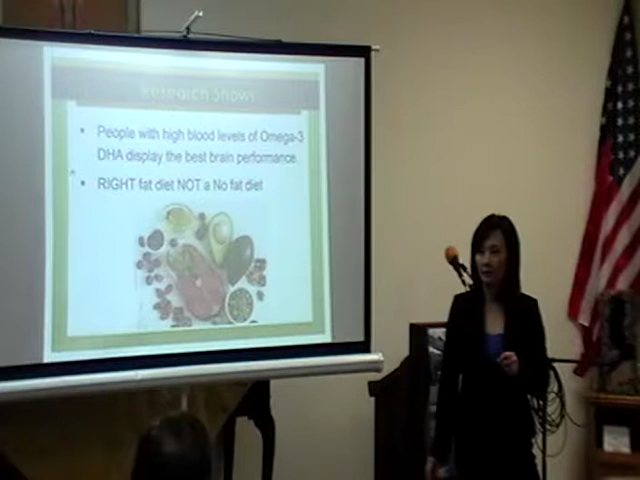 Research Shows
People with high blood levels of Omega-3
DHA display the best brain performance.
RIGHT fat diet NOT a No fat diet